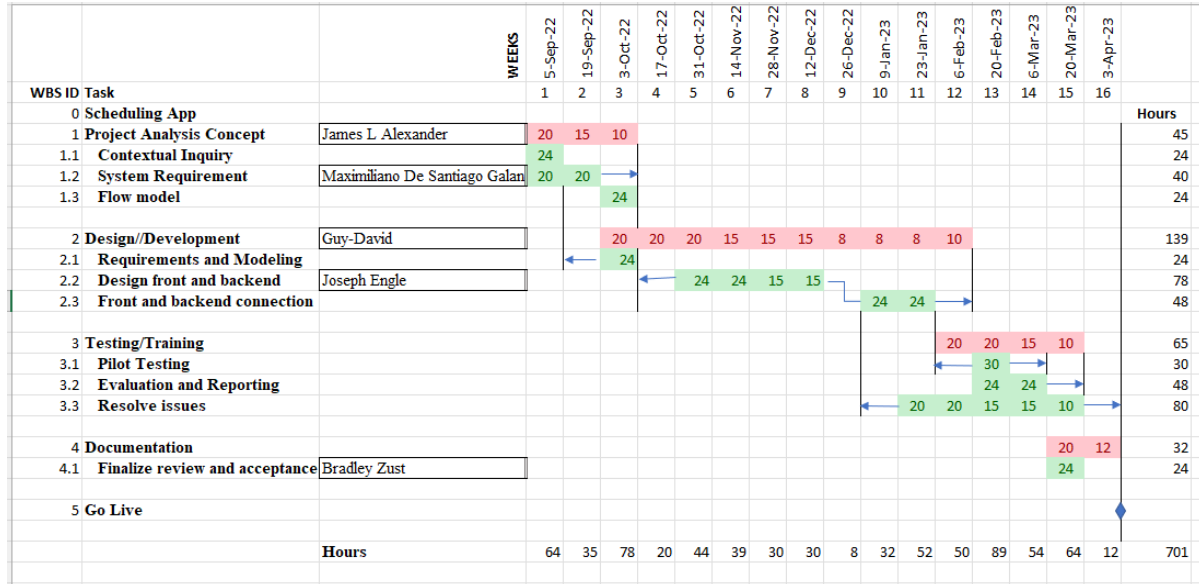 WEEKS 5-Sep-22 19-Sep-22 3-Oct-22 17-Oct-22 31-Oct-22 14-Nov-22 28-Nov-22 12-Dec-22 26-Dec-22 9-Jan-23 23-Jan-23 6-Feb-23 20-Feb-23 6-Mar-23 20-Mar-23 3-Apr-23
WBS ID Task 1 2 3 4 5 6 7 8 9 10 11 12 13 14 15 16
0 Scheduling App Hours
1 Project Analysis Concept James L Alexander 20 15 10 45
1.1 Contextual Inquiry 24 24
1.2 System Requirement Maximiliano De Santiago Galan 20 20 40
1.3 Flow model 24 24
2 Design//Development Guy-David 20 20 20 15 15 15 8 8 8 10 139
2.1 Requirements and Modeling 24 24
2.2 Design front and backend Joseph Engle 24 24 15 15 78
2.3 Front and backend connection 24 24 48
3 Testing/Training 20 20 15 10 65
3.1 Pilot Testing 30 30
3.2 Evaluation and Reporting 24 24 48
3.3 Resolve issues 20 20 15 15 10 80
4 Documentation 20 12 32
4.1 Finalize review and acceptance Bradley Zust 24 24
5 Go Live
Hours 64 35 78 20 44 39 30 30 8 32 52 50 89 54 64 12 701